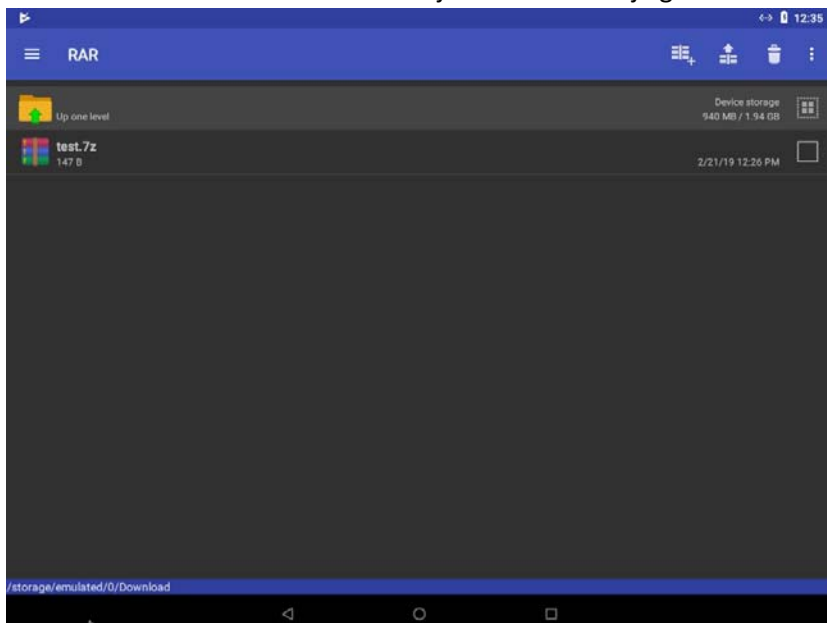 12:35
RAR
Device storage
Up one level
940 MB / 1.94 GB
test.7z
147 B
2/21/19 12:26 PM
/storage/emulated/0/Download